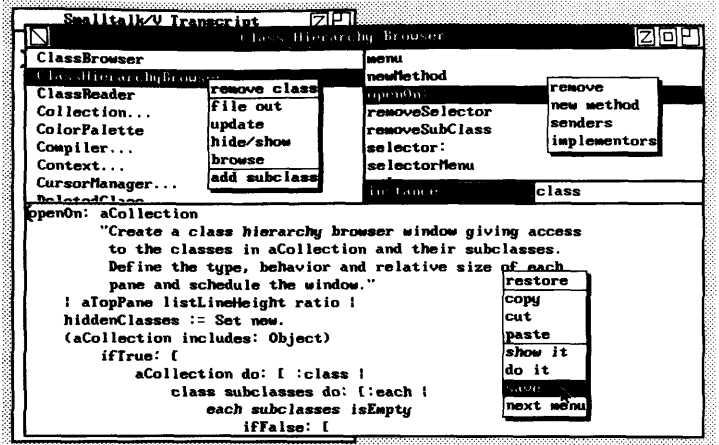 Smalltalk/V Transcript
Class Hierarchy Browser
ClassBrowser
ClassHierarchyBrowser
ClassReader
Collection...
ColorPalette
Compiler...
Context...
CursorManager...
DeletedClass
remove class
file out
update
hide/show
browse
add subclass
menu
newMethod
openOn:
removeSelector
removeSubClass
selector:
selectorMenu
remove
new method
senders
implementors
instance
class
openOn: aCollection
"Create a class hierarchy browser window giving access
to the classes in aCollection and their subclasses.
Define the type, behavior and relative size of each
pane and schedule the window."
| aTopPane listLineHeight ratio |
hiddenClasses := Set new.
(aCollection includes: Object)
ifTrue: [
aCollection do: [ :class |
class subclasses do: [:each |
each subclasses isEmpty
ifFalse: [
restore
copy
cut
paste
show it
do it
save
next menu